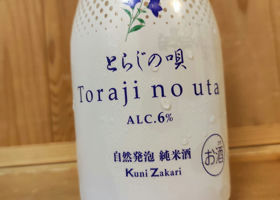 とらじの唄
Toraji no uta
ALC.6%
お酒
自然発泡 純米酒
Kuni Zakari